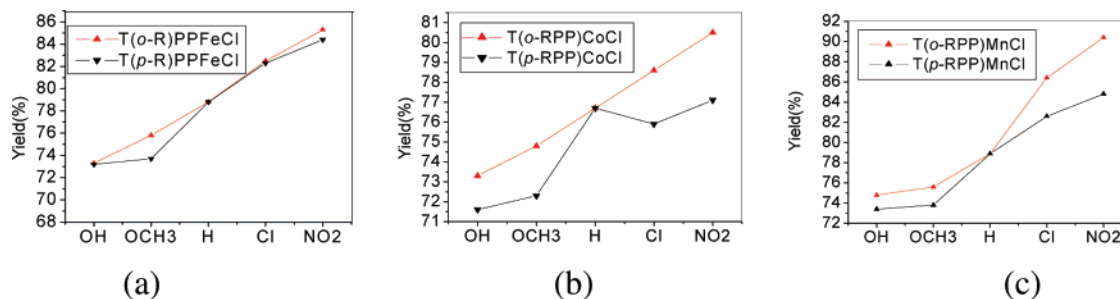 T(o-R)PPFeCl
T(p-R)PPFeCl
Yield(%)
86
84
82
80
78
76
74
72
70
68
OH OCH3 H Cl NO2
(a)
T(o-RPP)CoCl
T(p-RPP)CoCl
Yield(%)
81
80
79
78
77
76
75
74
73
72
71
OH OCH3 H Cl NO2
(b)
T(o-RPP)MnCl
T(p-RPP)MnCl
Yield(%)
92
90
88
86
84
82
80
78
76
74
72
OH OCH3 H Cl NO2
(c)